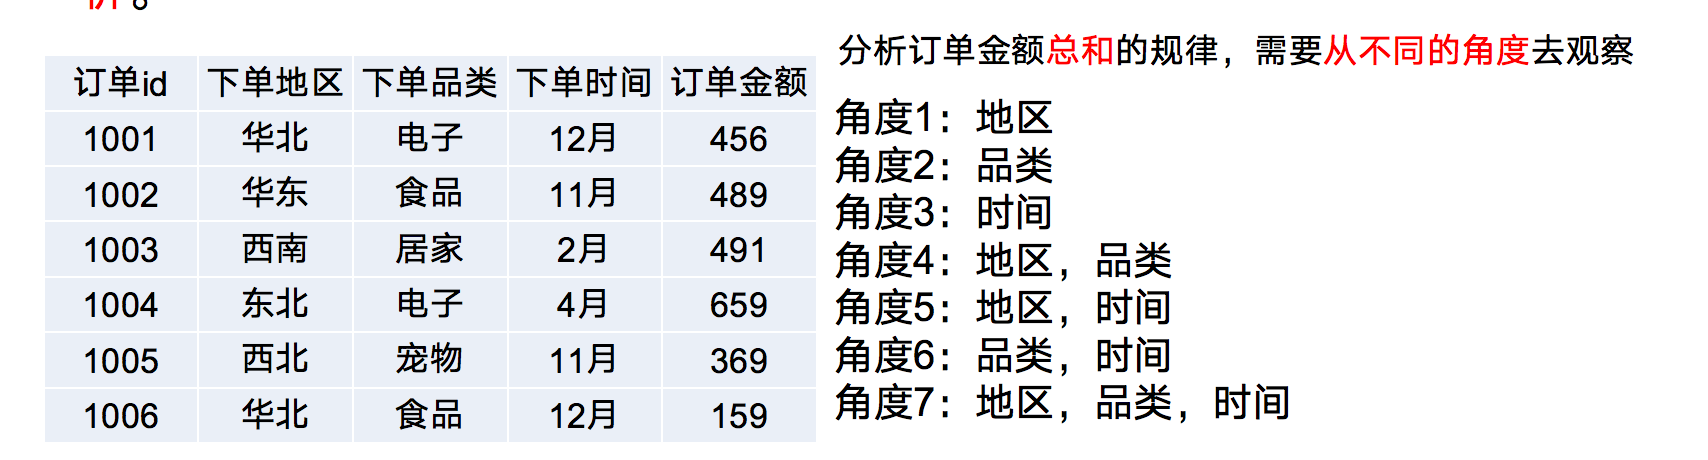 析。
分析订单金额总和的规律，需要从不同的角度去观察
订单id 下单地区 下单品类 下单时间 订单金额
1001 华北 电子 12月 456
1002 华东 食品 11月 489
1003 西南 居家 2月 491
1004 东北 电子 4月 659
1005 西北 宠物 11月 369
1006 华北 食品 12月 159
角度1：地区
角度2：品类
角度3：时间
角度4：地区，品类
角度5：地区，时间
角度6：品类，时间
角度7：地区，品类，时间